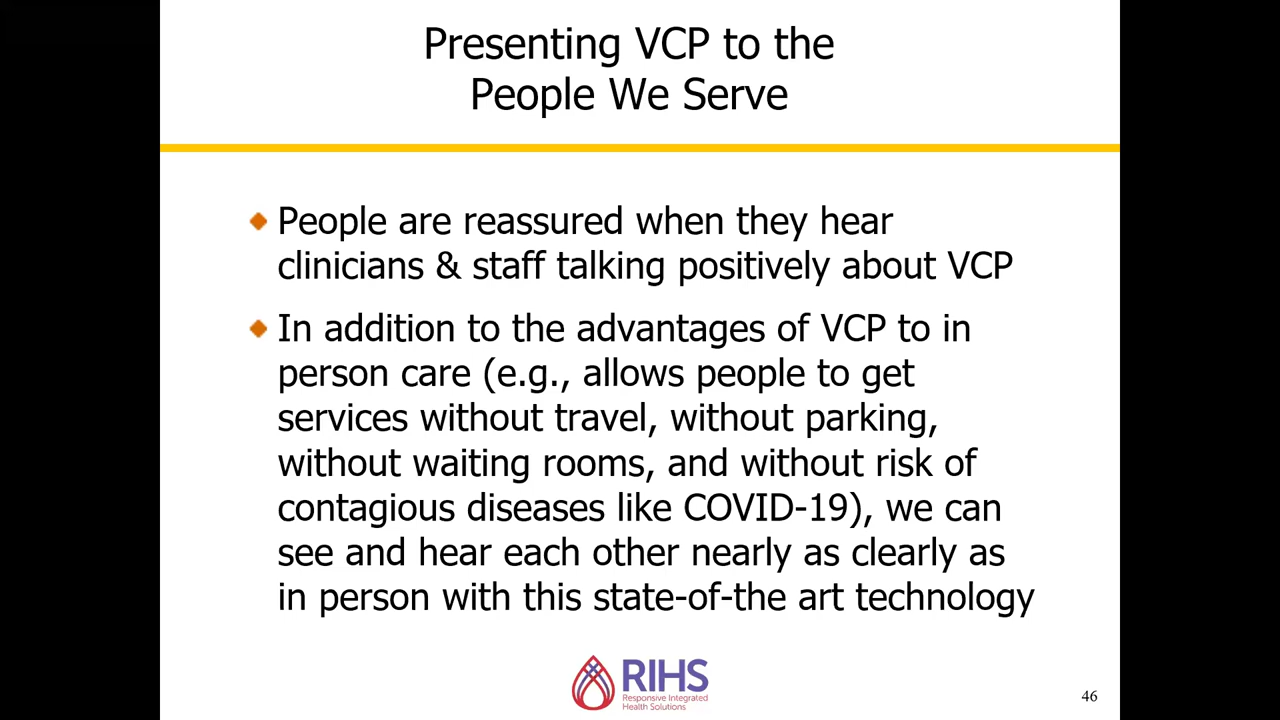 Presenting VCP to the
People We Serve
People are reassured when they hear
clinicians & staff talking positively about VCP
In addition to the advantages of VCP to in
person care (e.g., allows people to get
services without travel, without parking,
without waiting rooms, and without risk of
contagious diseases like COVID-19), we can
see and hear each other nearly as clearly as
in person with this state-of-the art technology
RIHS
Responsive Integrated
Health Solutions
46